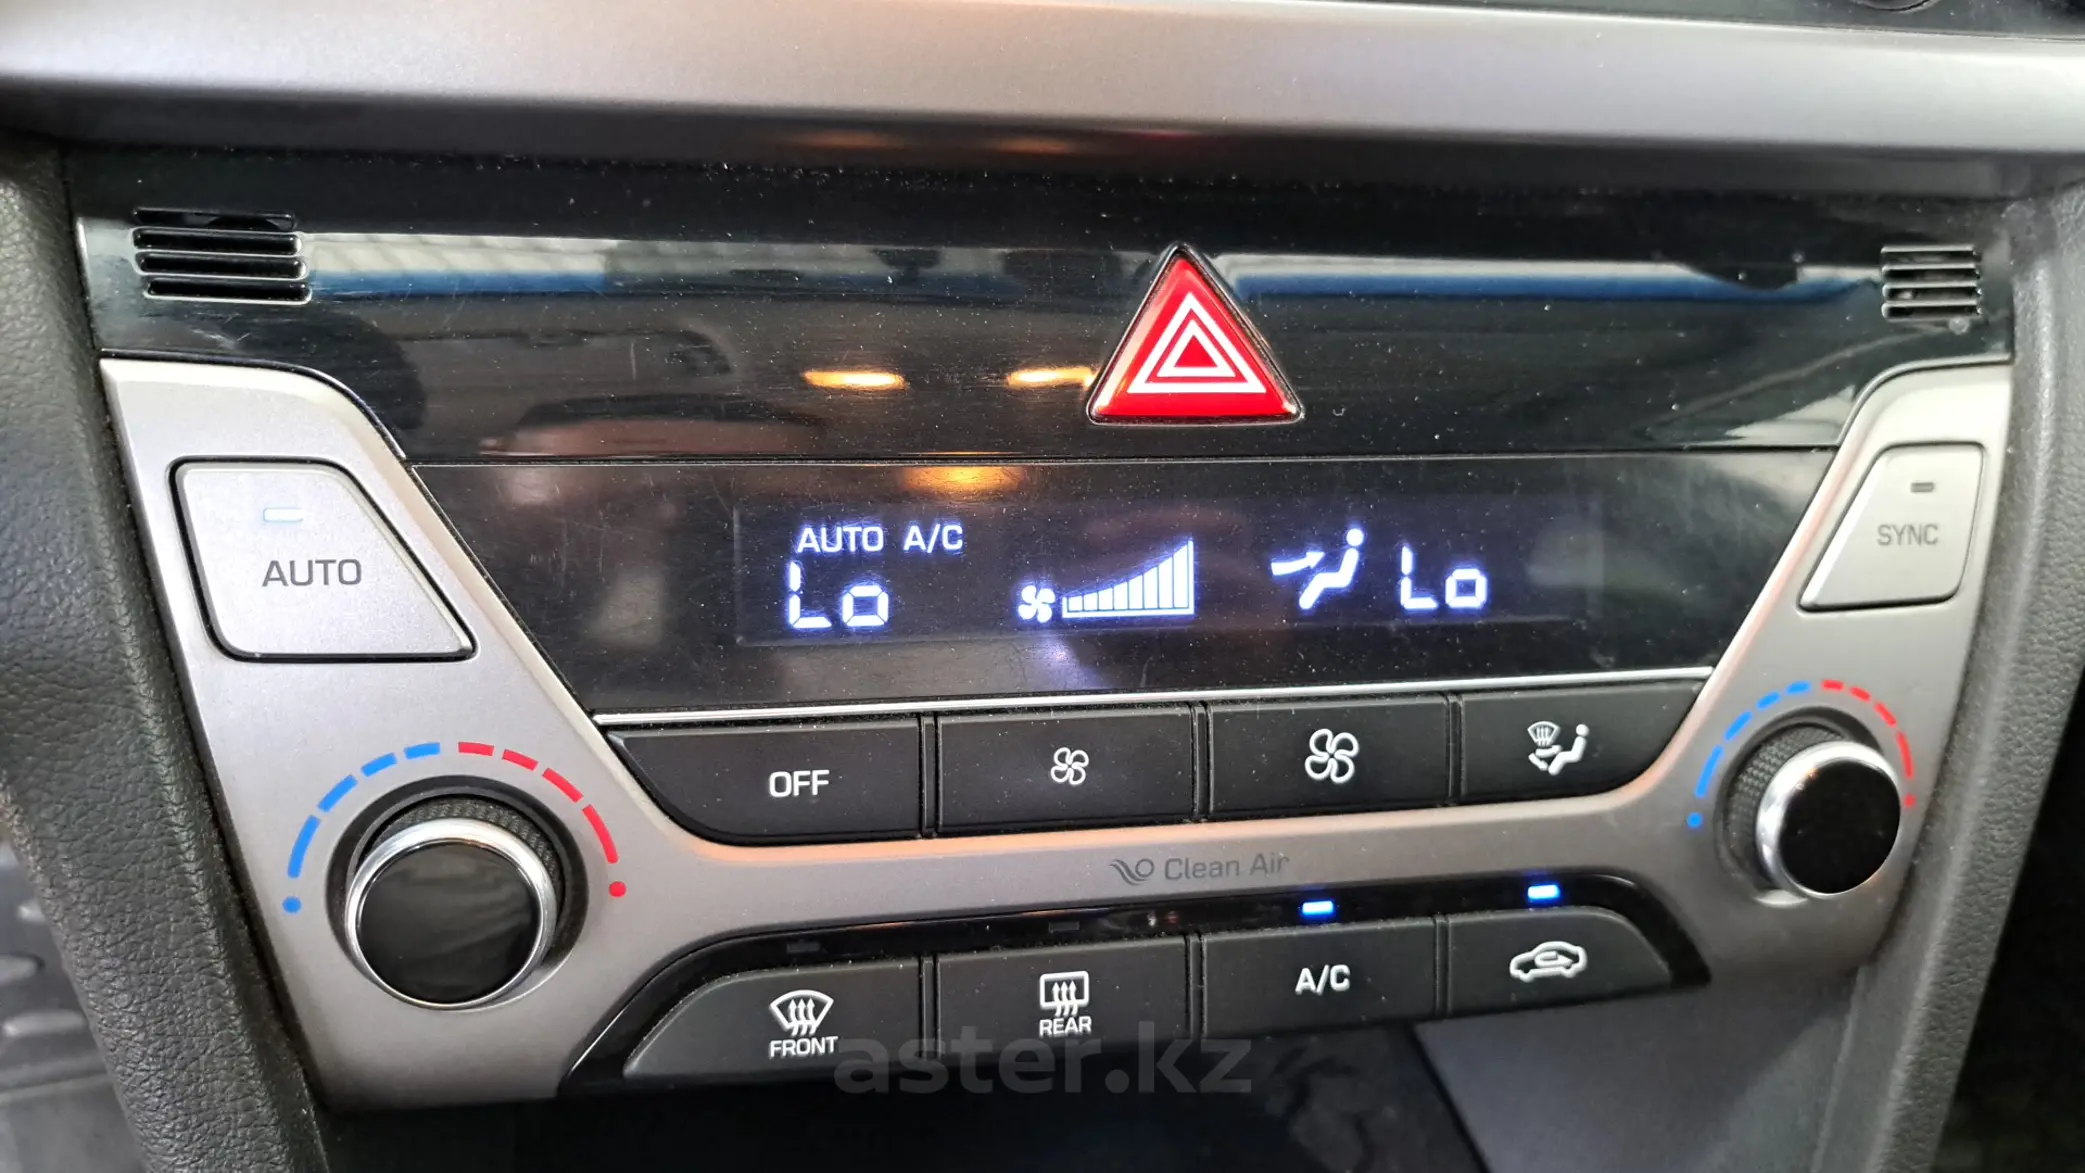 AUTO A/C
Lo
Lo
AUTO
SYNC
OFF
Clean Air
A/C
FRONT
REAR
aster.kz